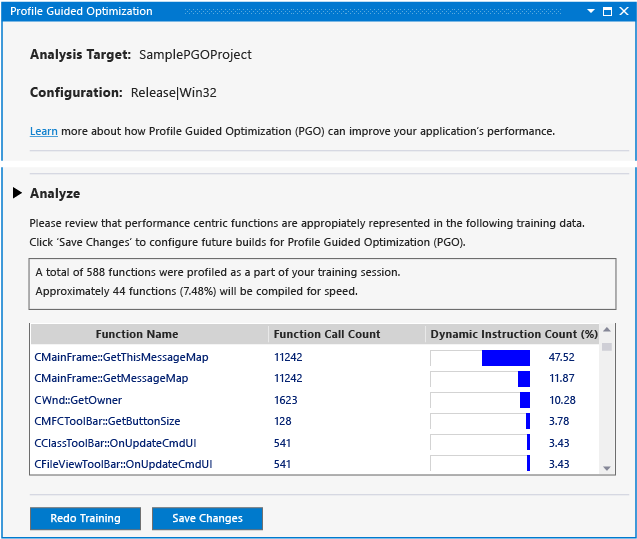 Profile Guided Optimization
Analysis Target: SamplePGOProject
Configuration: Release|Win32
Learn more about how Profile Guided Optimization (PGO) can improve your application's performance.
Analyze
Please review that performance centric functions are appropiately represented in the following training data.
Click 'Save Changes' to configure future builds for Profile Guided Optimization (PGO).
A total of 588 functions were profiled as a part of your training session.
Approximately 44 functions (7.48%) will be compiled for speed.
Function Name Function Call Count Dynamic Instruction Count (%)
CMainFrame::GetThisMessageMap 11242 47.52
CMainFrame::GetMessageMap 11242 11.87
CWnd::GetOwner 1623 10.28
CMFCToolBar::GetButtonSize 128 3.78
CClassToolBar::OnUpdateCmdUI 541 3.43
CFileViewToolBar::OnUpdateCmdUI 541 3.43
Redo Training Save Changes